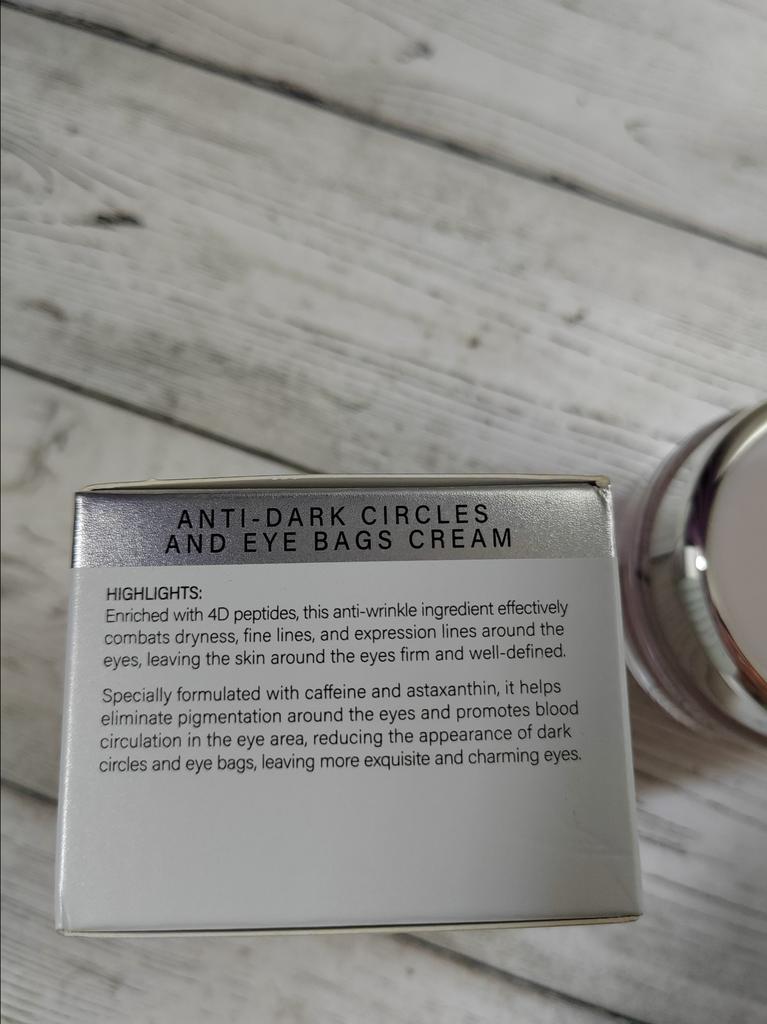 ANTI-DARK CIRCLES
AND EYE BAGS CREAM
HIGHLIGHTS:
Enriched with 4D peptides, this anti-wrinkle ingredient effectively
combats dryness, fine lines, and expression lines around the
eyes, leaving the skin around the eyes firm and well-defined.
Specially formulated with caffeine and astaxanthin, it helps
eliminate pigmentation around the eyes and promotes blood
circulation in the eye area, reducing the appearance of dark
circles and eye bags, leaving more exquisite and charming eyes.